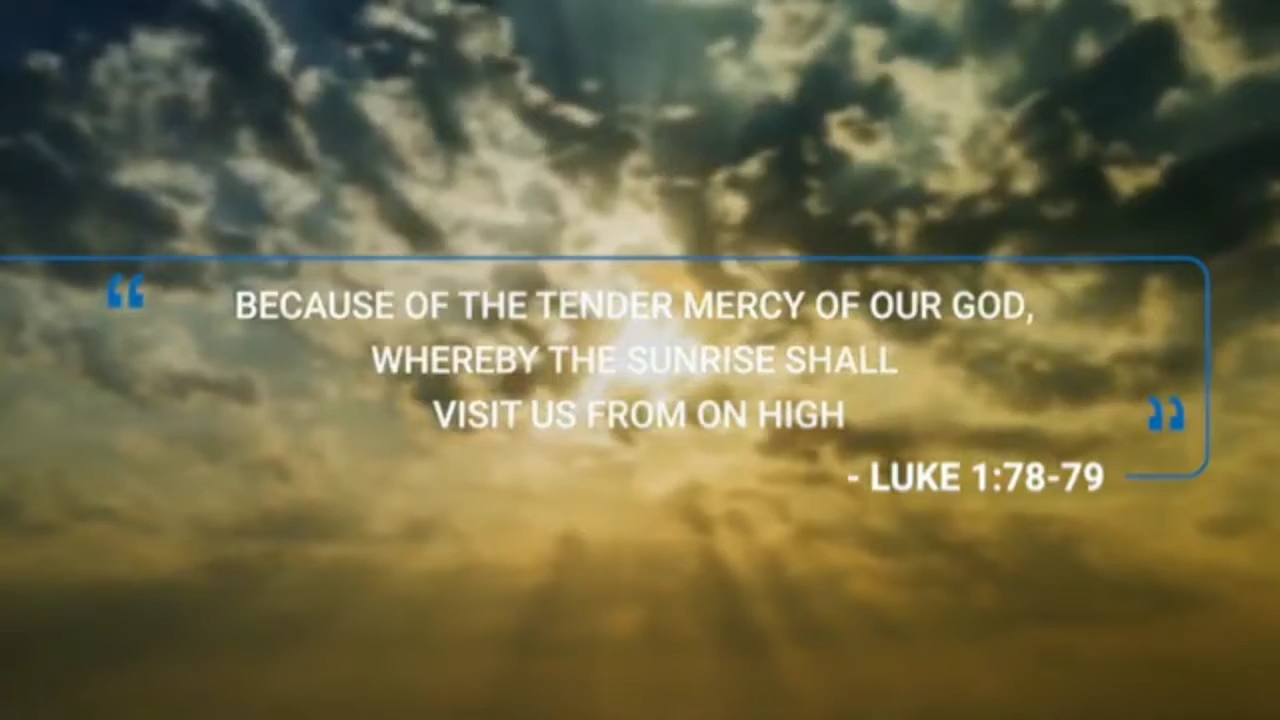 “ BECAUSE OF THE TENDER MERCY OF OUR GOD,
WHEREBY THE SUNRISE SHALL
VISIT US FROM ON HIGH ”
- LUKE 1:78-79